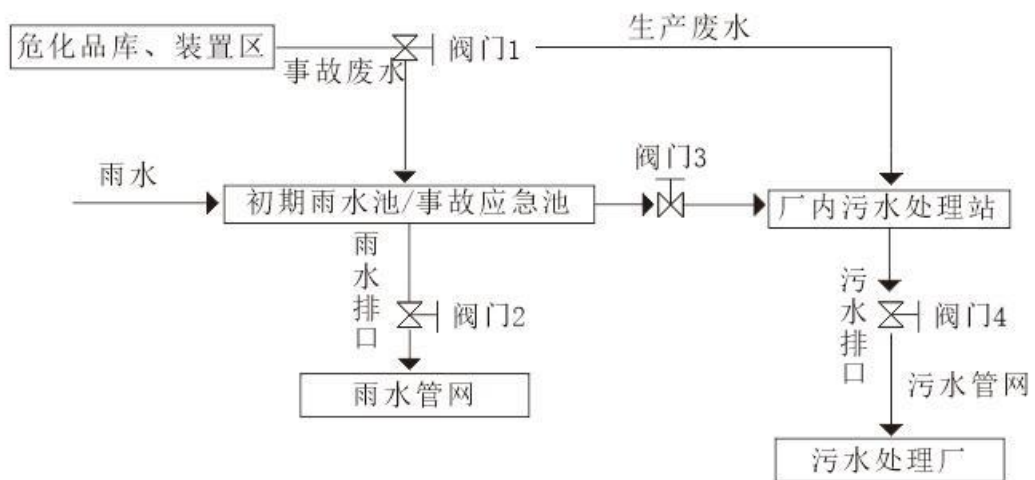 生产废水
危化品库、装置区
阀门1
事故废水
阀门3
雨水
初期雨水池/事故应急池
厂内污水处理站
雨水排口
阀门2
污水排口
阀门4
雨水管网
污水管网
污水处理厂